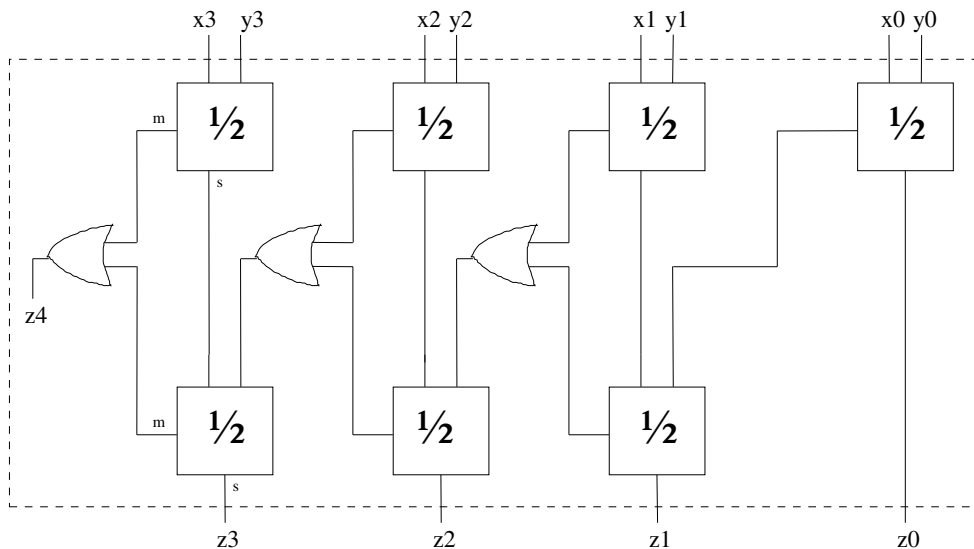 x3 y3 x2 y2 x1 y1 x0 y0
m ½ ½ ½ ½
s
z4
m ½ ½ ½
s
z3 z2 z1 z0